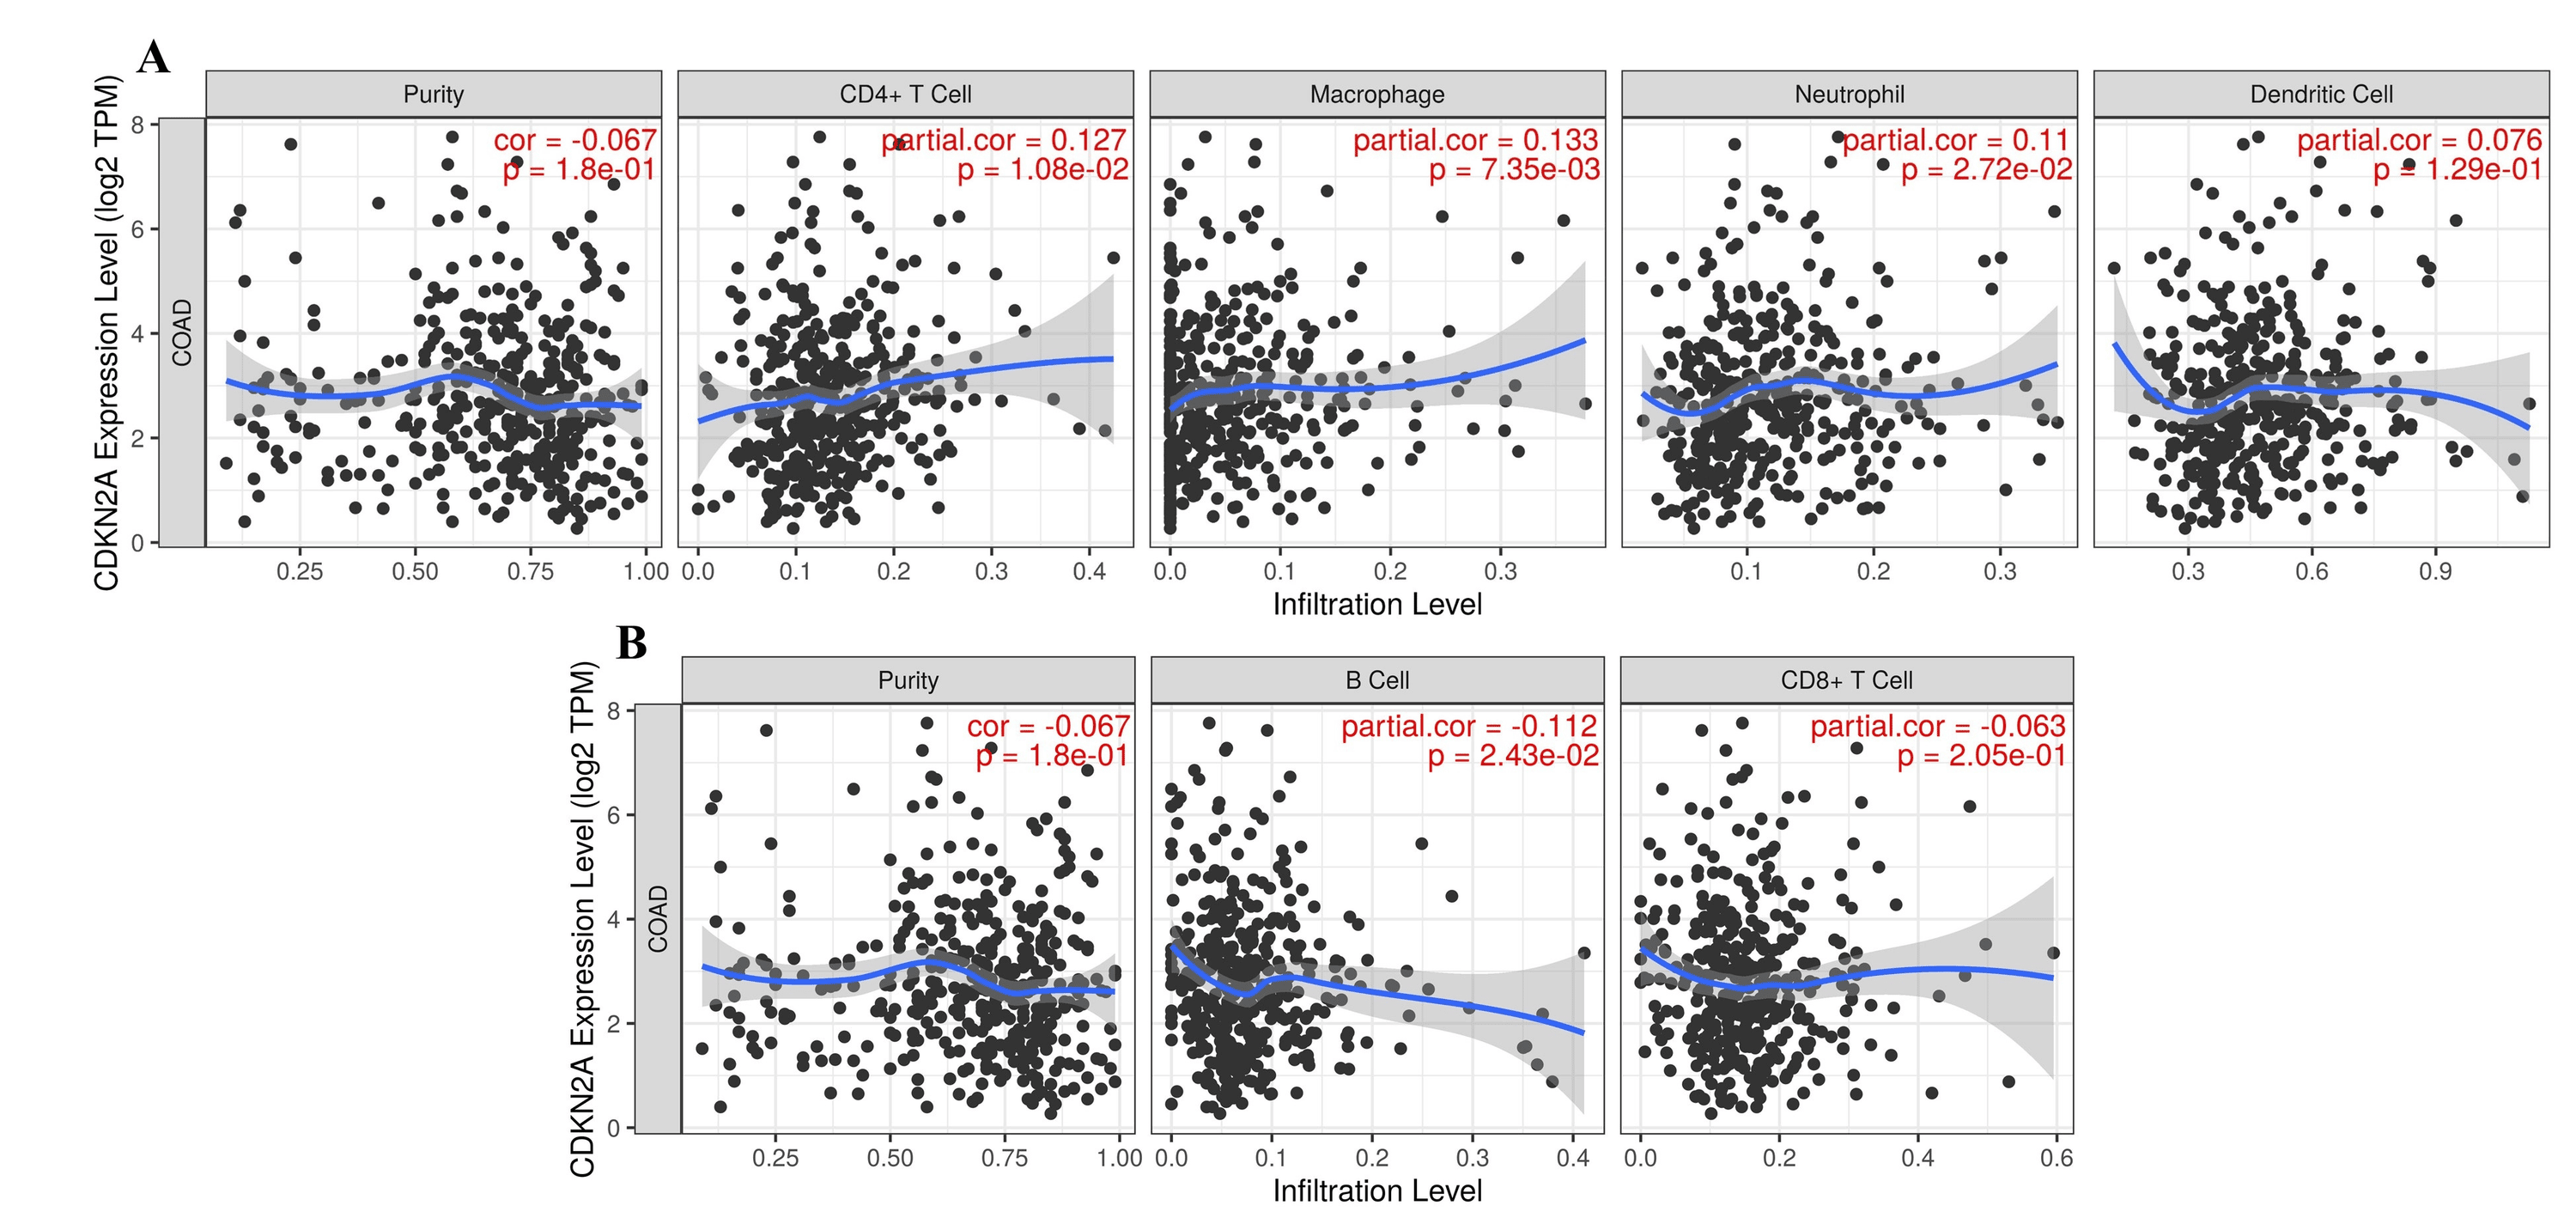 A
Purity
CD4+ T Cell
Macrophage
Neutrophil
Dendritic Cell
CDKN2A Expression Level (log2 TPM)
COAD
8
6
4
2
0
cor = -0.067
p = 1.8e-01
partial.cor = 0.127
p = 1.08e-02
partial.cor = 0.133
p = 7.35e-03
partial.cor = 0.11
p = 2.72e-02
partial.cor = 0.076
p = 1.29e-01
0.25 0.50 0.75 1.00
0.0 0.1 0.2 0.3 0.4
0.0 0.1 0.2 0.3
0.1 0.2 0.3
0.3 0.6 0.9
Infiltration Level
B
Purity
B Cell
CD8+ T Cell
CDKN2A Expression Level (log2 TPM)
COAD
8
6
4
2
0
cor = -0.067
p = 1.8e-01
partial.cor = -0.112
p = 2.43e-02
partial.cor = -0.063
p = 2.05e-01
0.25 0.50 0.75 1.00
0.0 0.1 0.2 0.3 0.4
0.0 0.2 0.4 0.6
Infiltration Level